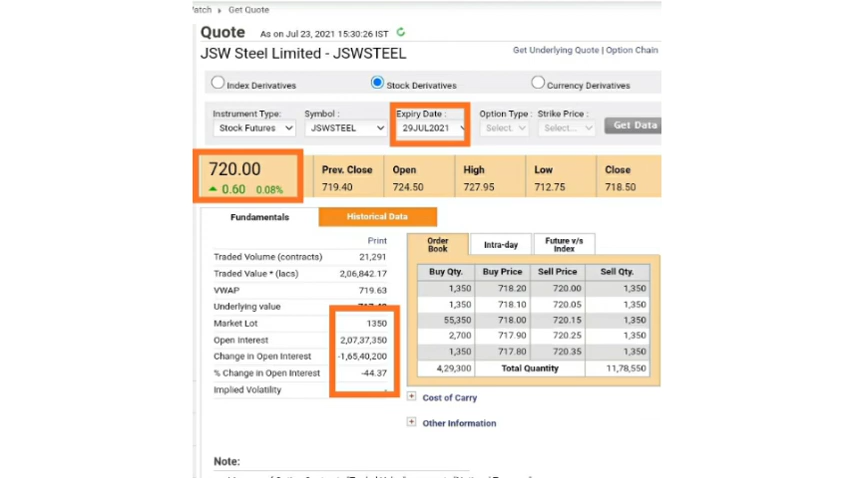 atch › Get Quote
Quote As on Jul 23, 2021 15:30:26 IST
JSW Steel Limited - JSWSTEEL
Get Underlying Quote | Option Chain
Index Derivatives Stock Derivatives Currency Derivatives
Instrument Type: Symbol : Expiry Date : Option Type : Strike Price :
Stock Futures JSWSTEEL 29JUL2021 Select. Select... Get Data
720.00 Prev. Close Open High Low Close
0.60 0.08% 719.40 724.50 727.95 712.75 718.50
Fundamentals Historical Data
Print
Traded Volume (contracts) 21,291
Traded Value * (lacs) 2,06,842.17
VWAP 719.63
Underlying value
Market Lot 1350
Open Interest 2,07,37,350
Change in Open Interest -1,65,40,200
% Change in Open Interest -44.37
Implied Volatility -
Order Book Intra-day Future v/s Index
Buy Qty. Buy Price Sell Price Sell Qty.
1,350 718.20 720.00 1,350
1,350 718.10 720.05 1,350
55,350 718.00 720.15 1,350
2,700 717.90 720.25 1,350
1,350 717.80 720.35 1,350
4,29,300 Total Quantity 11,78,550
+ Cost of Carry
+ Other Information
Note: